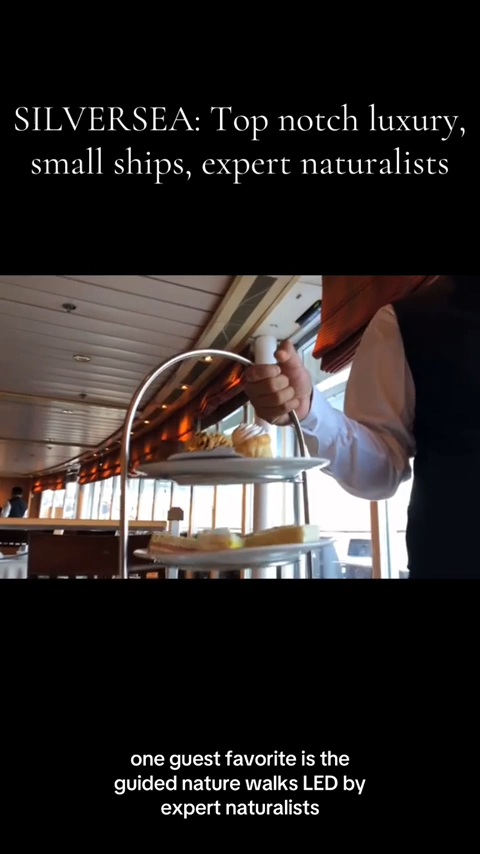 SILVERSEA: Top notch luxury,
small ships, expert naturalists
one guest favorite is the
guided nature walks LED by
expert naturalists